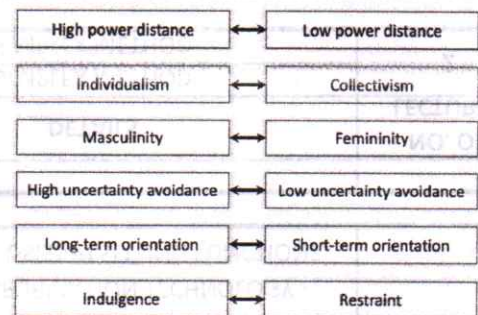 High power distance Low power distance
Individualism Collectivism
Masculinity Femininity
High uncertainty avoidance Low uncertainty avoidance
Long-term orientation Short-term orientation
Indulgence Restraint